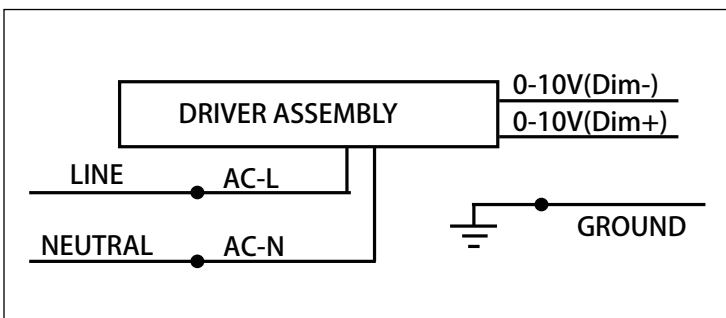 0-10V(Dim-)
DRIVER ASSEMBLY
0-10V(Dim+)
LINE
AC-L
GROUND
NEUTRAL
AC-N